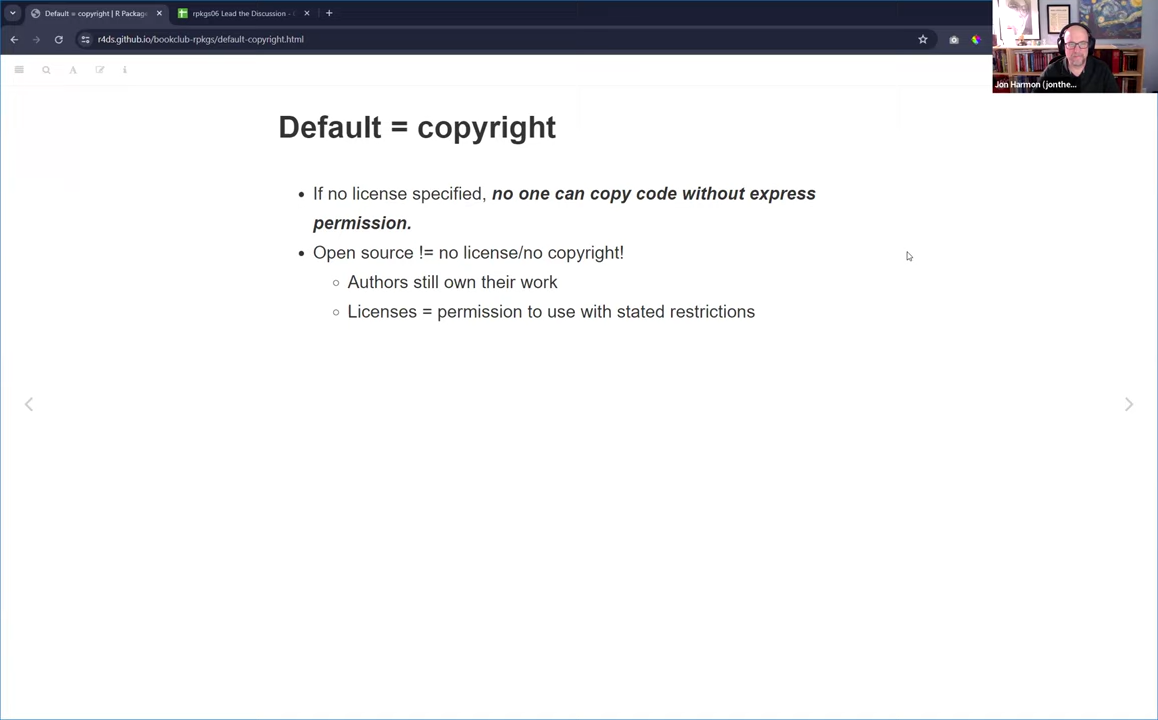 Default = copyright | R Package
rpkgs06 Lead the Discussion -
r4ds.github.io/bookclub-rpkgs/default-copyright.html
Jon Harmon (jonthe...
Default = copyright
• If no license specified, no one can copy code without express
permission.
• Open source != no license/no copyright!
○ Authors still own their work
○ Licenses = permission to use with stated restrictions